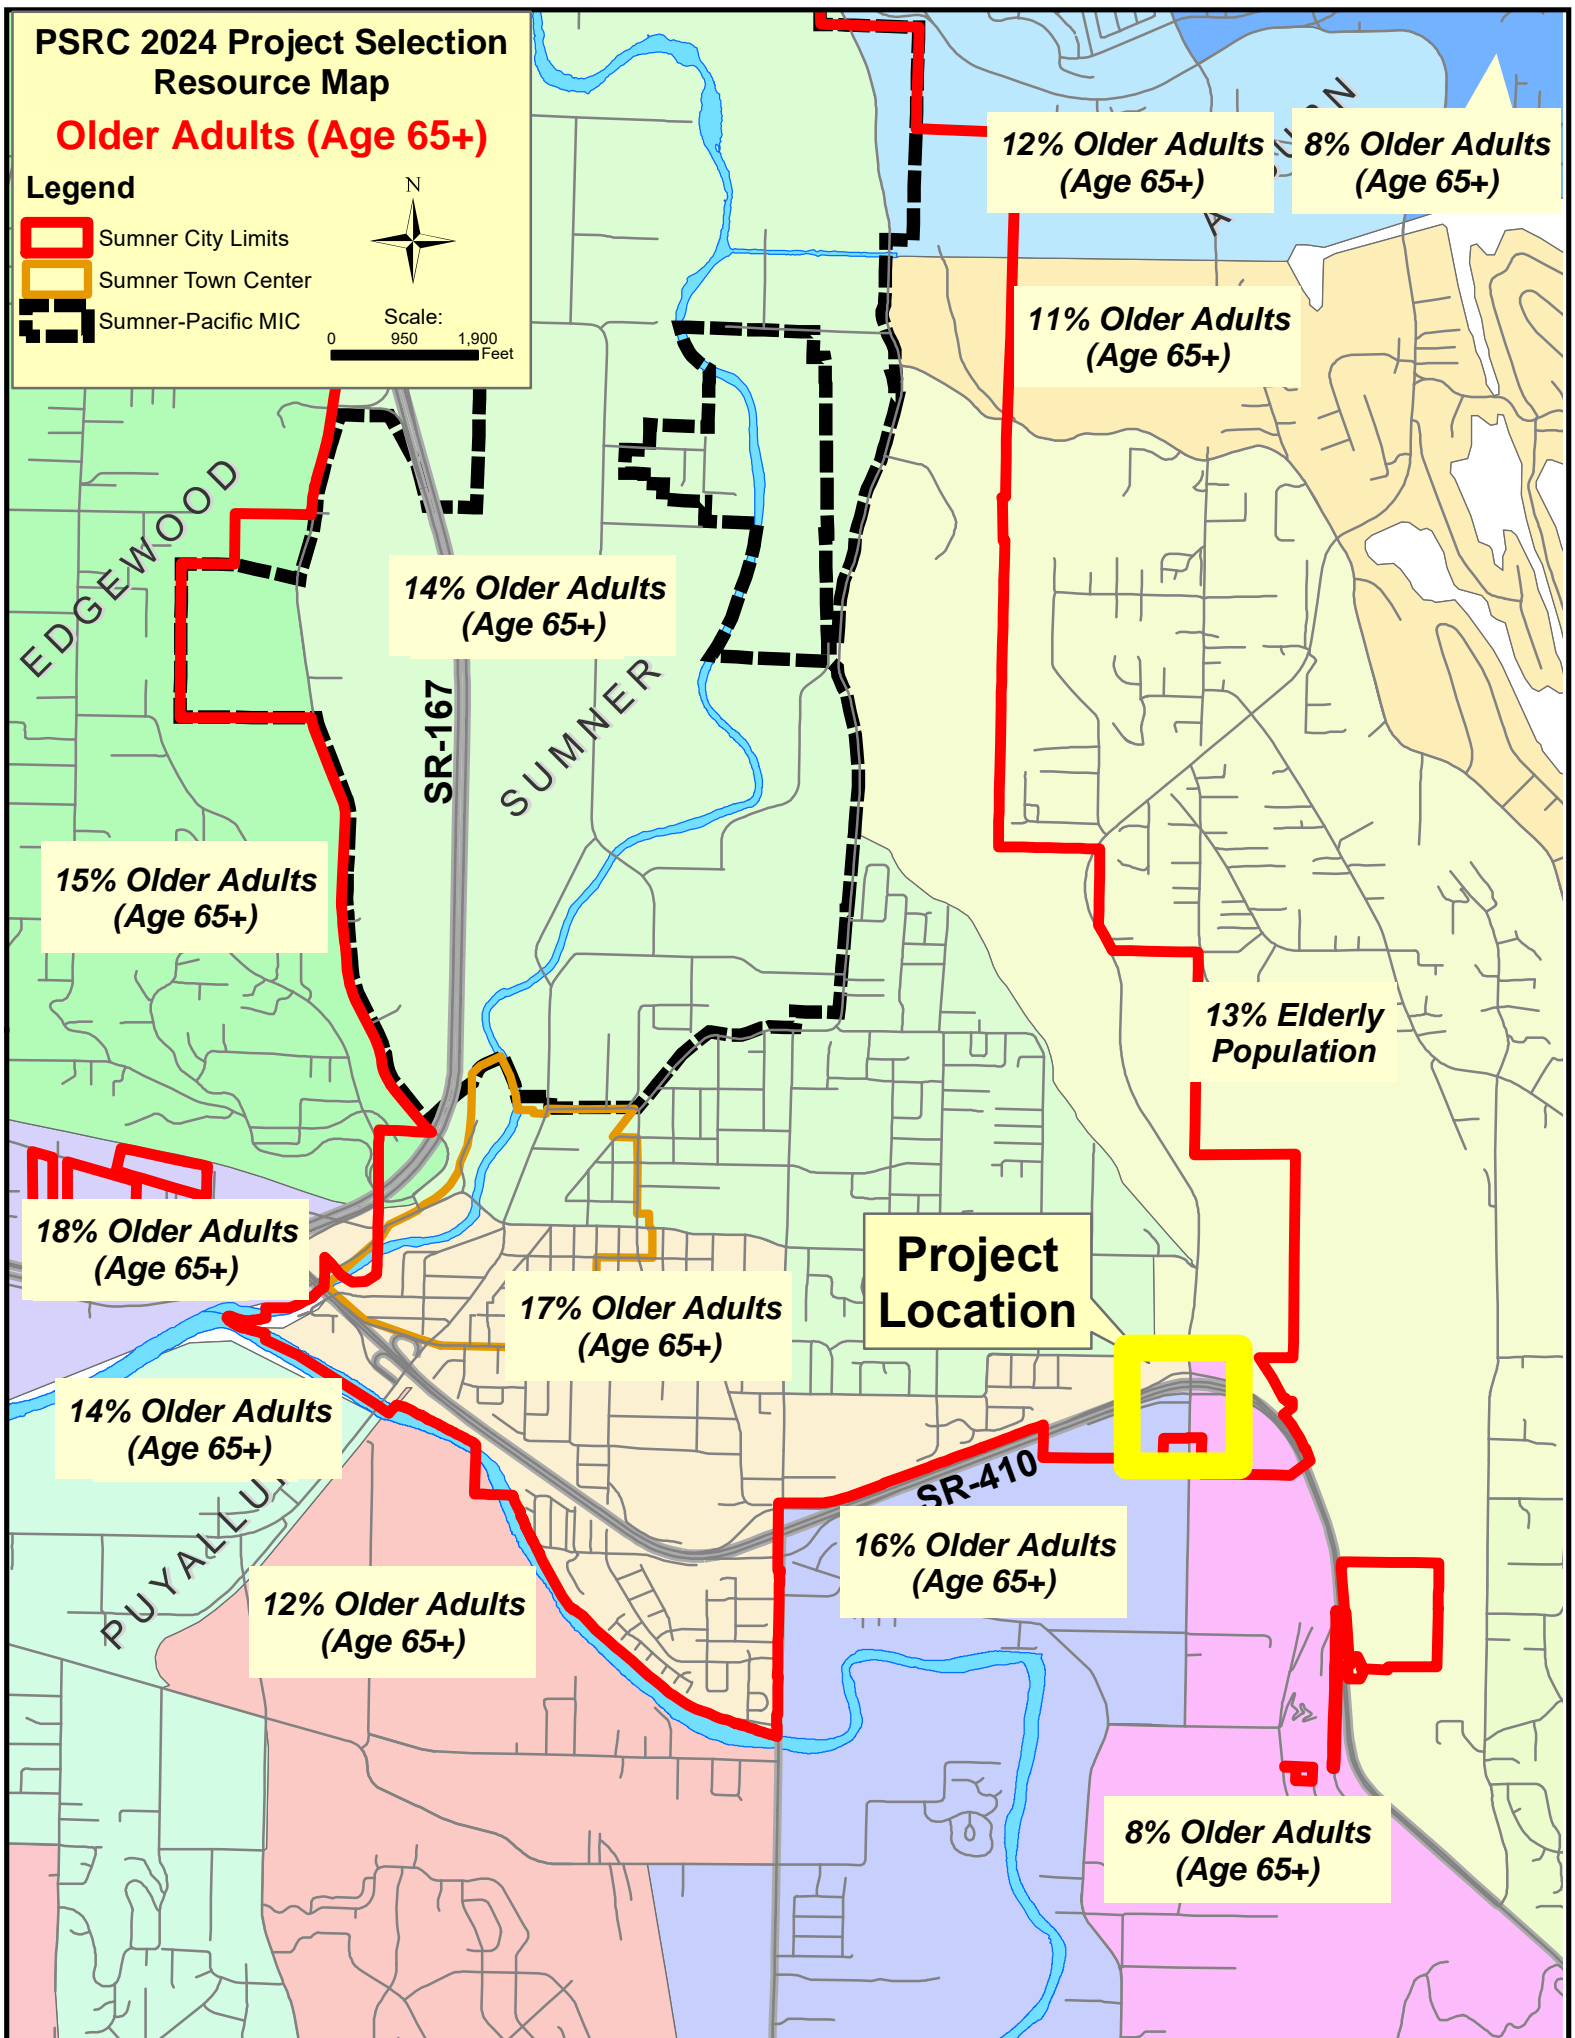 PSRC 2024 Project Selection
Resource Map
Older Adults (Age 65+)
Legend
N
Sumner City Limits
Sumner Town Center
Sumner-Pacific MIC
Scale:
0 950 1,900
Feet
12% Older Adults
(Age 65+)
8% Older Adults
(Age 65+)
11% Older Adults
(Age 65+)
EDGEWOOD
14% Older Adults
(Age 65+)
SR-167
SUMNER
15% Older Adults
(Age 65+)
13% Elderly
Population
18% Older Adults
(Age 65+)
Project
Location
17% Older Adults
(Age 65+)
14% Older Adults
(Age 65+)
SR-410
PUYALLU
16% Older Adults
(Age 65+)
12% Older Adults
(Age 65+)
8% Older Adults
(Age 65+)